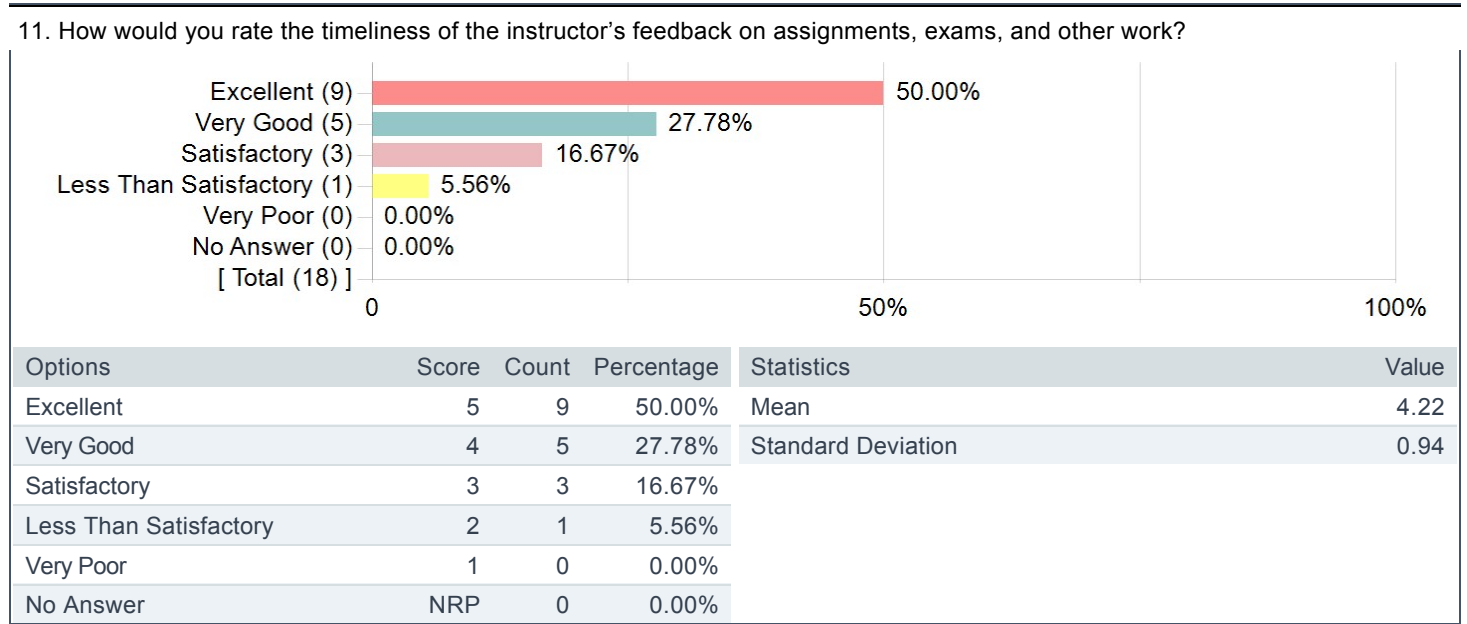 11. How would you rate the timeliness of the instructor’s feedback on assignments, exams, and other work?
Excellent (9) 50.00%
Very Good (5) 27.78%
Satisfactory (3) 16.67%
Less Than Satisfactory (1) 5.56%
Very Poor (0) 0.00%
No Answer (0) 0.00%
[ Total (18) ]
0 50% 100%
Options Score Count Percentage
Excellent 5 9 50.00%
Very Good 4 5 27.78%
Satisfactory 3 3 16.67%
Less Than Satisfactory 2 1 5.56%
Very Poor 1 0 0.00%
No Answer NRP 0 0.00%
Statistics Value
Mean 4.22
Standard Deviation 0.94